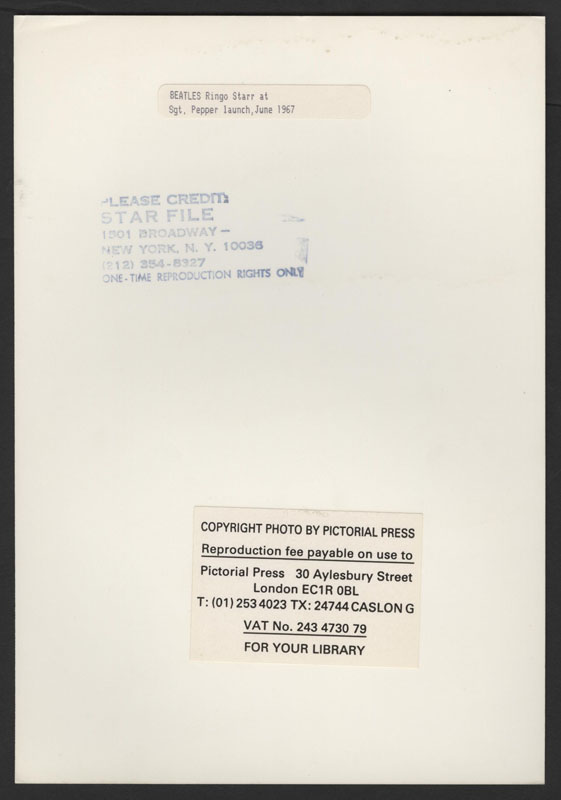 BEATLES Ringo Starr at
Sgt, Pepper launch,June 1967
PLEASE CREDIT:
STAR FILE
1501 BROADWAY –
NEW YORK, N. Y. 10036
(212) 354-8327
ONE-TIME REPRODUCTION RIGHTS ONLY
COPYRIGHT PHOTO BY PICTORIAL PRESS
Reproduction fee payable on use to
Pictorial Press 30 Aylesbury Street
London EC1R 0BL
T: (01) 253 4023 TX: 24744 CASLON G
VAT No. 243 4730 79
FOR YOUR LIBRARY